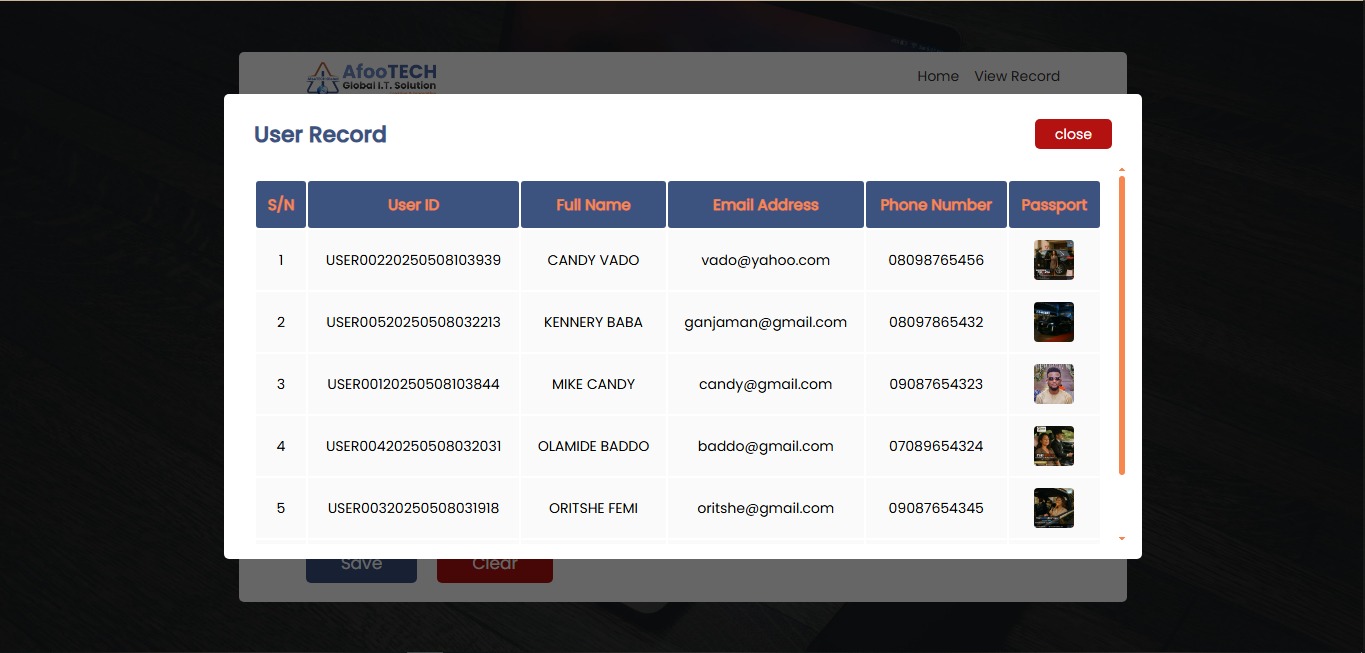 AfooTECH
Global I.T. Solution
Home View Record
User Record
close
S/N User ID Full Name Email Address Phone Number Passport
1 USER00220250508103939 CANDY VADO vado@yahoo.com 08098765456
2 USER00520250508032213 KENNERY BABA ganjaman@gmail.com 08097865432
3 USER00120250508103844 MIKE CANDY candy@gmail.com 09087654323
4 USER00420250508032031 OLAMIDE BADDO baddo@gmail.com 07089654324
5 USER00320250508031918 ORITSHE FEMI oritshe@gmail.com 09087654345
Save Clear